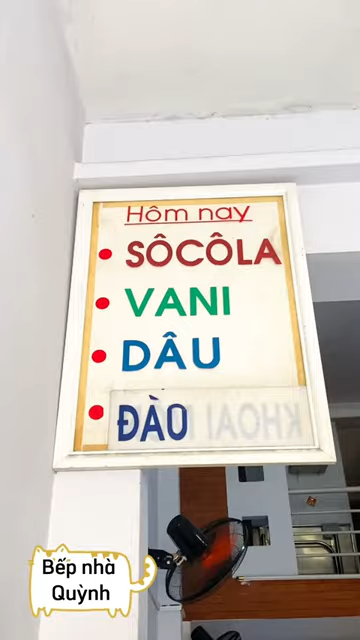 Hôm nay
SÔCÔLA
VANI
DÂU
ĐÀO
Bếp nhà
Quỳnh